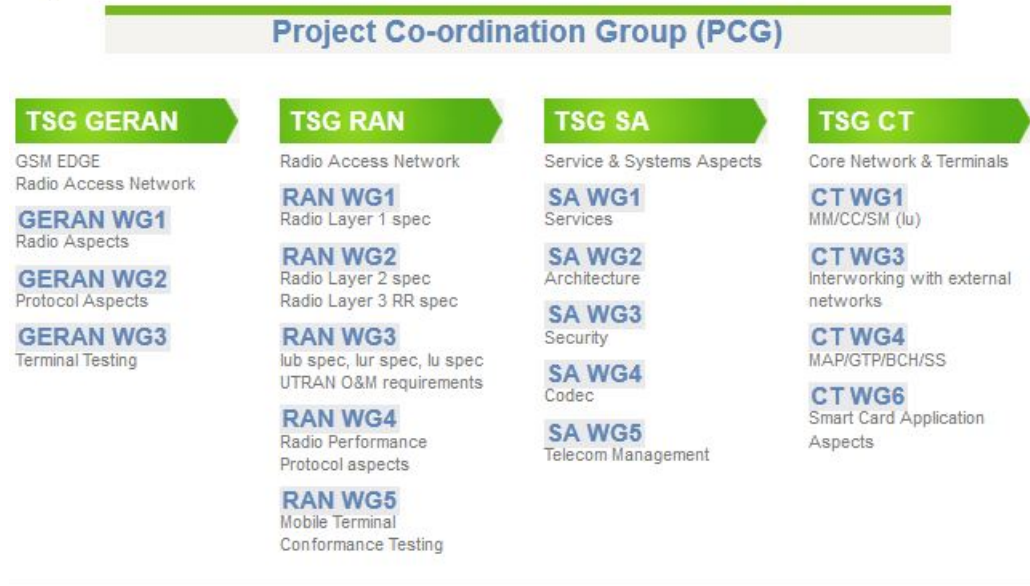 Project Co-ordination Group (PCG)
TSG GERAN
GSM EDGE
Radio Access Network
GERAN WG1
Radio Aspects
GERAN WG2
Protocol Aspects
GERAN WG3
Terminal Testing
TSG RAN
Radio Access Network
RAN WG1
Radio Layer 1 spec
RAN WG2
Radio Layer 2 spec
Radio Layer 3 RR spec
RAN WG3
Iub spec, Iur spec, Iu spec
UTRAN O&M requirements
RAN WG4
Radio Performance
Protocol aspects
RAN WG5
Mobile Terminal
Conformance Testing
TSG SA
Service & Systems Aspects
SA WG1
Services
SA WG2
Architecture
SA WG3
Security
SA WG4
Codec
SA WG5
Telecom Management
TSG CT
Core Network & Terminals
CT WG1
MM/CC/SM (Iu)
CT WG3
Interworking with external
networks
CT WG4
MAP/GTP/BCH/SS
CT WG6
Smart Card Application
Aspects